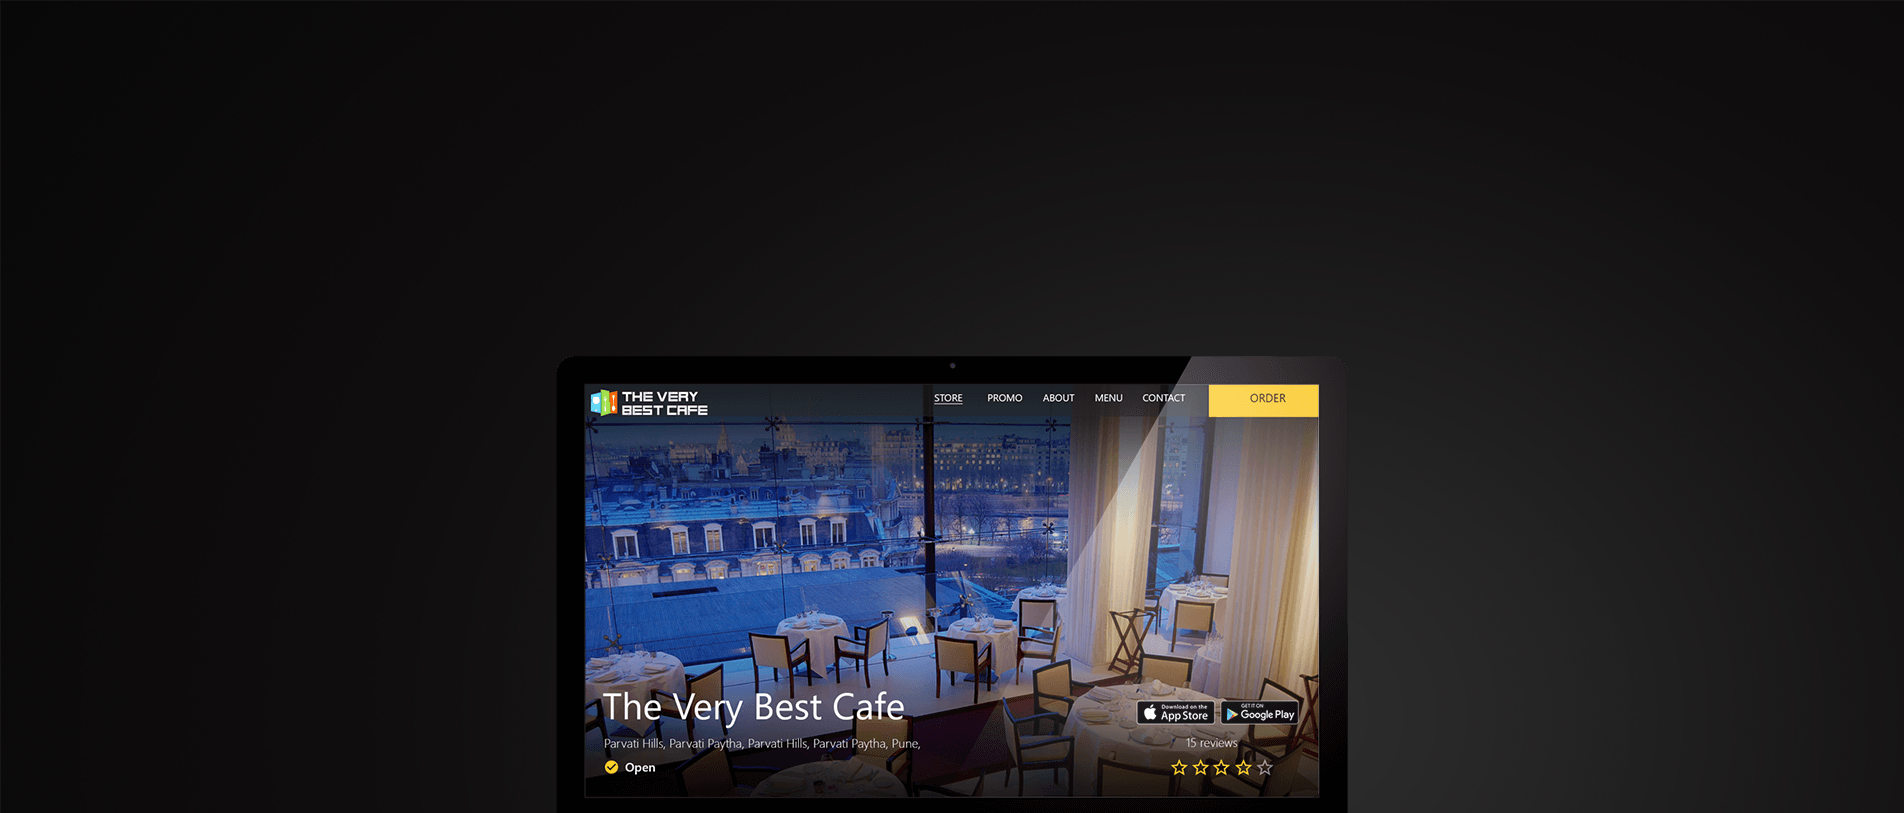 THE VERY
BEST CAFE
STORE PROMO ABOUT MENU CONTACT ORDER
The Very Best Cafe
Parvati Hills, Parvati Paytha, Parvati Hills, Parvati Paytha, Pune,
Open
Download on the
App Store
GET IT ON
Google Play
15 reviews